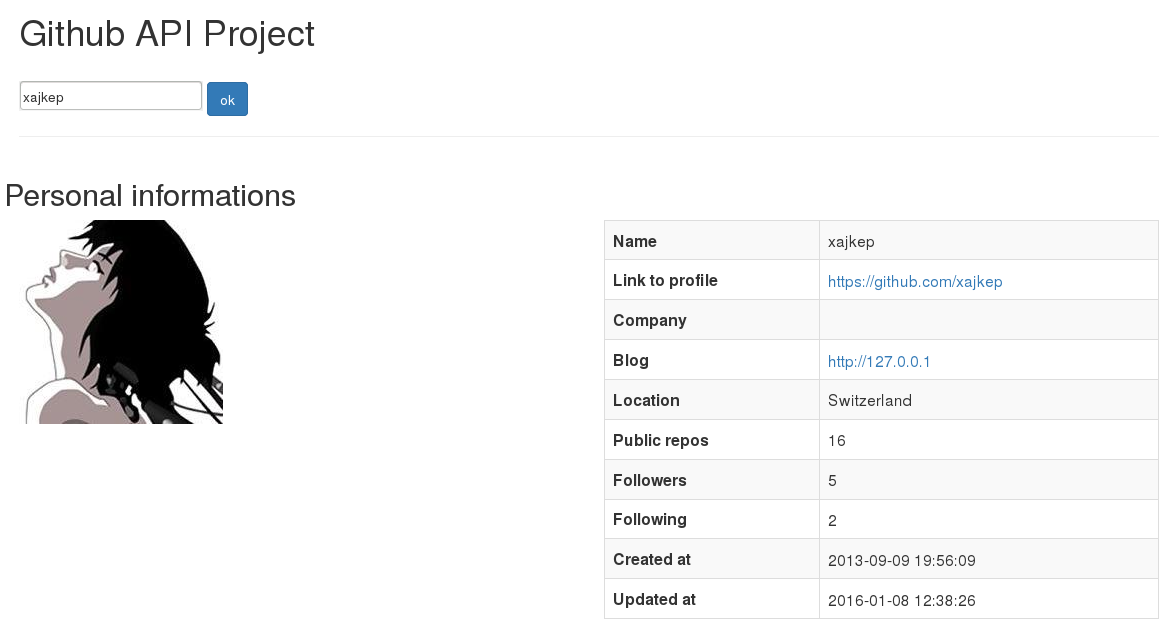 Github API Project
xajkep
ok
Personal informations
Name xajkep
Link to profile https://github.com/xajkep
Company
Blog http://127.0.0.1
Location Switzerland
Public repos 16
Followers 5
Following 2
Created at 2013-09-09 19:56:09
Updated at 2016-01-08 12:38:26